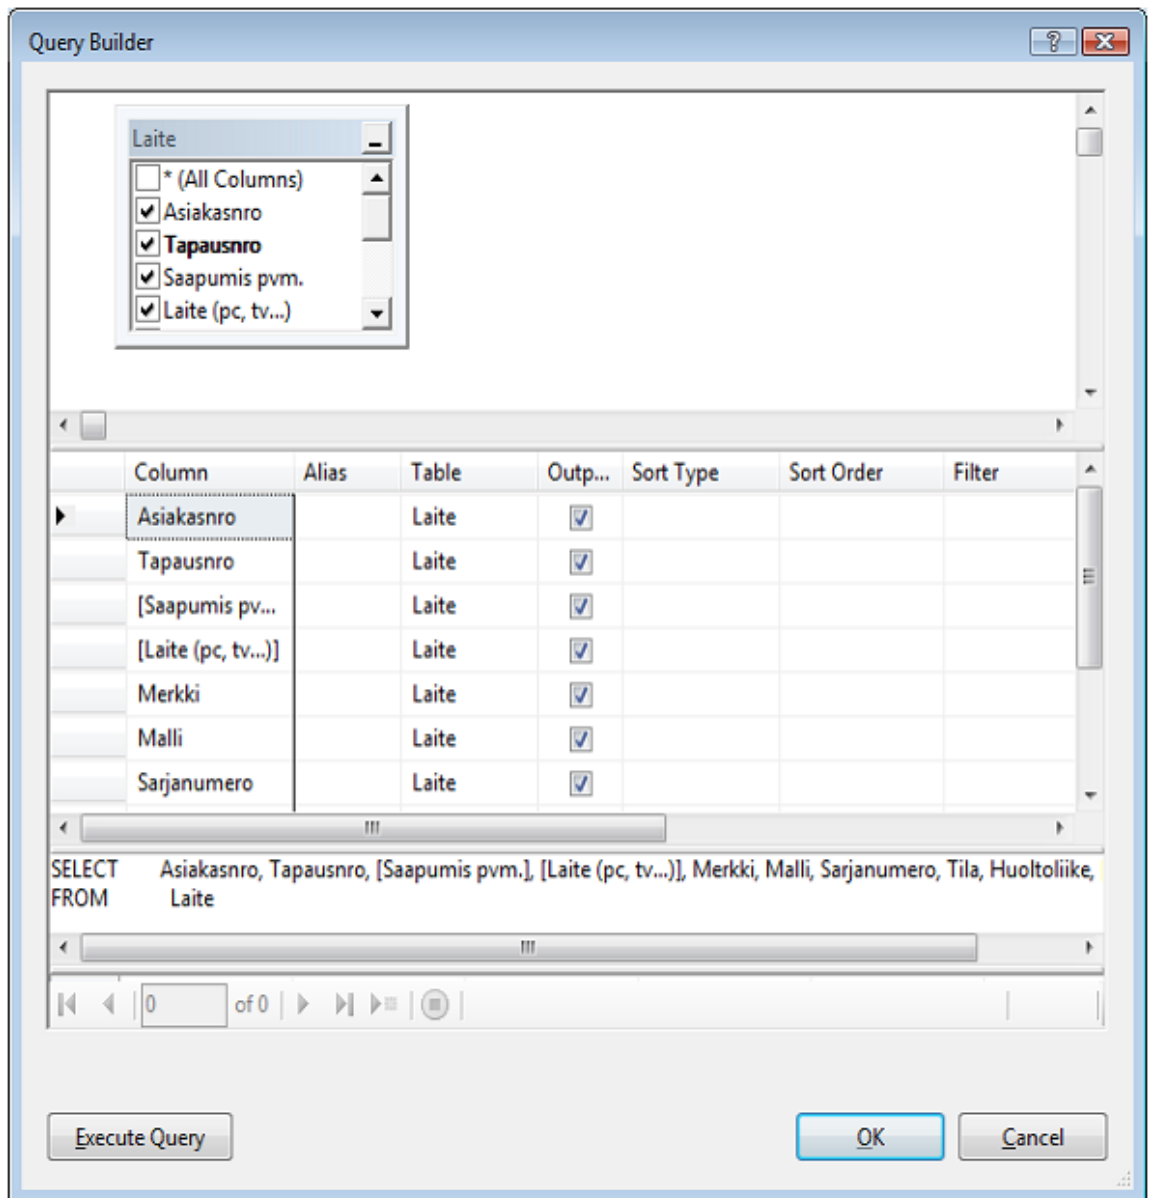 Query Builder
Laite
* (All Columns)
Asiakasnro
Tapausnro
Saapumis pvm.
Laite (pc, tv...)
Column Alias Table Outp... Sort Type Sort Order Filter
Asiakasnro Laite
Tapausnro Laite
[Saapumis pv... Laite
[Laite (pc, tv...)] Laite
Merkki Laite
Malli Laite
Sarjanumero Laite
SELECT Asiakasnro, Tapausnro, [Saapumis pvm.], [Laite (pc, tv...)], Merkki, Malli, Sarjanumero, Tila, Huoltoliike,
FROM Laite
0 of 0
Execute Query OK Cancel